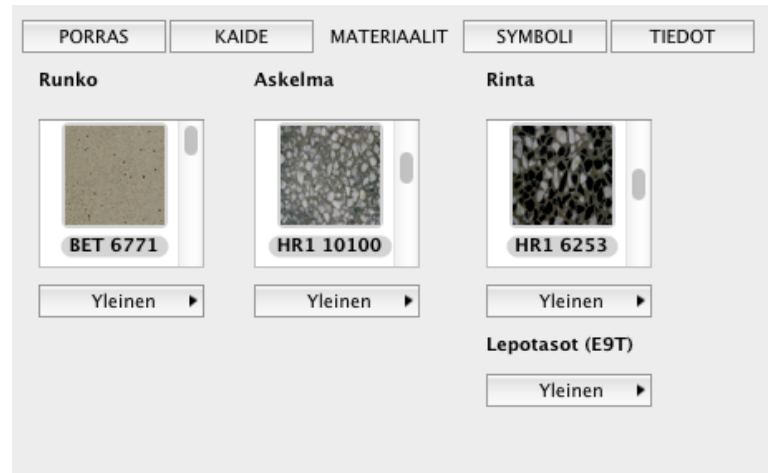 PORRAS KAIDE MATERIAALIT SYMBOLI TIEDOT
Runko Askelma Rinta
BET 6771 HR1 10100 HR1 6253
Yleinen Yleinen Yleinen
Lepotasot (E9T)
Yleinen